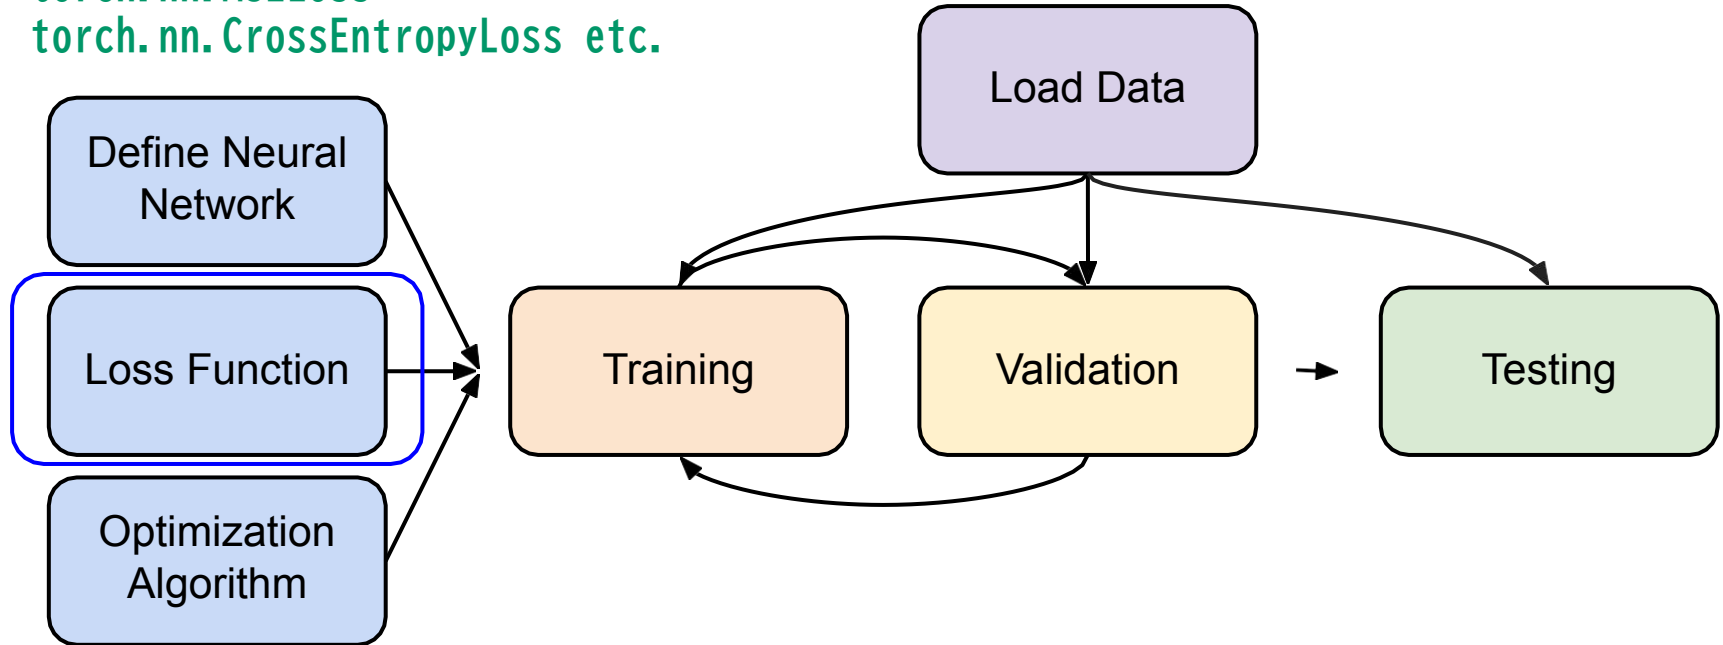 torch.nn.CrossEntropyLoss etc.
Load Data
Define Neural
Network
Loss Function
Training
Validation
Testing
Optimization
Algorithm